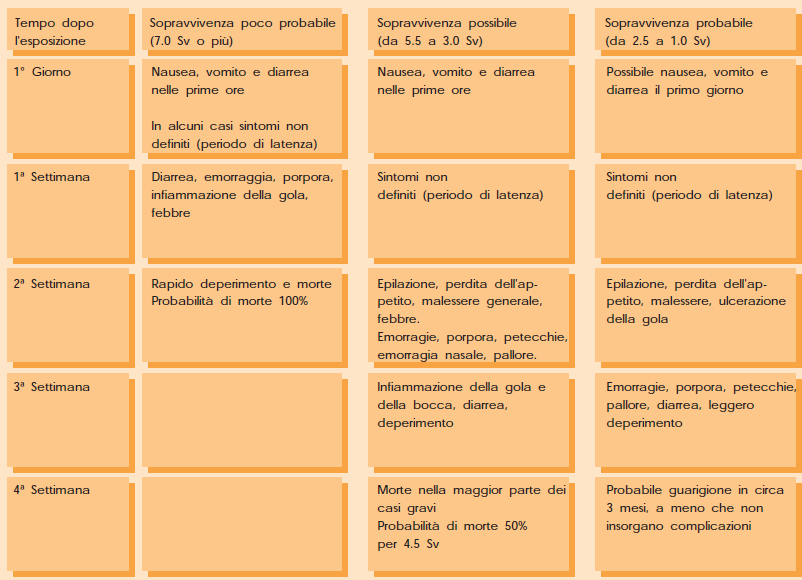 Tempo dopo
l'esposizione
Sopravvivenza poco probabile
(7.0 Sv o più)
Sopravvivenza possibile
(da 5.5 a 3.0 Sv)
Sopravvivenza probabile
(da 2.5 a 1.0 Sv)
1° Giorno
Nausea, vomito e diarrea
nelle prime ore
In alcuni casi sintomi non
definiti (periodo di latenza)
Nausea, vomito e diarrea
nelle prime ore
Possibile nausea, vomito e
diarrea il primo giorno
1ª Settimana
Diarrea, emorraggia, porpora,
infiammazione della gola,
febbre
Sintomi non
definiti (periodo di latenza)
Sintomi non
definiti (periodo di latenza)
2ª Settimana
Rapido deperimento e morte
Probabilità di morte 100%
Epilazione, perdita dell'ap-
petito, malessere generale,
febbre.
Emorragie, porpora, petecchie,
emorragia nasale, pallore.
Epilazione, perdita dell'ap-
petito, malessere, ulcerazione
della gola
3ª Settimana
Infiammazione della gola e
della bocca, diarrea,
deperimento
Emorragie, porpora, petecchie,
pallore, diarrea, leggero
deperimento
4ª Settimana
Morte nella maggior parte dei
casi gravi
Probabilità di morte 50%
per 4.5 Sv
Probabile guarigione in circa
3 mesi, a meno che non
insorgano complicazioni